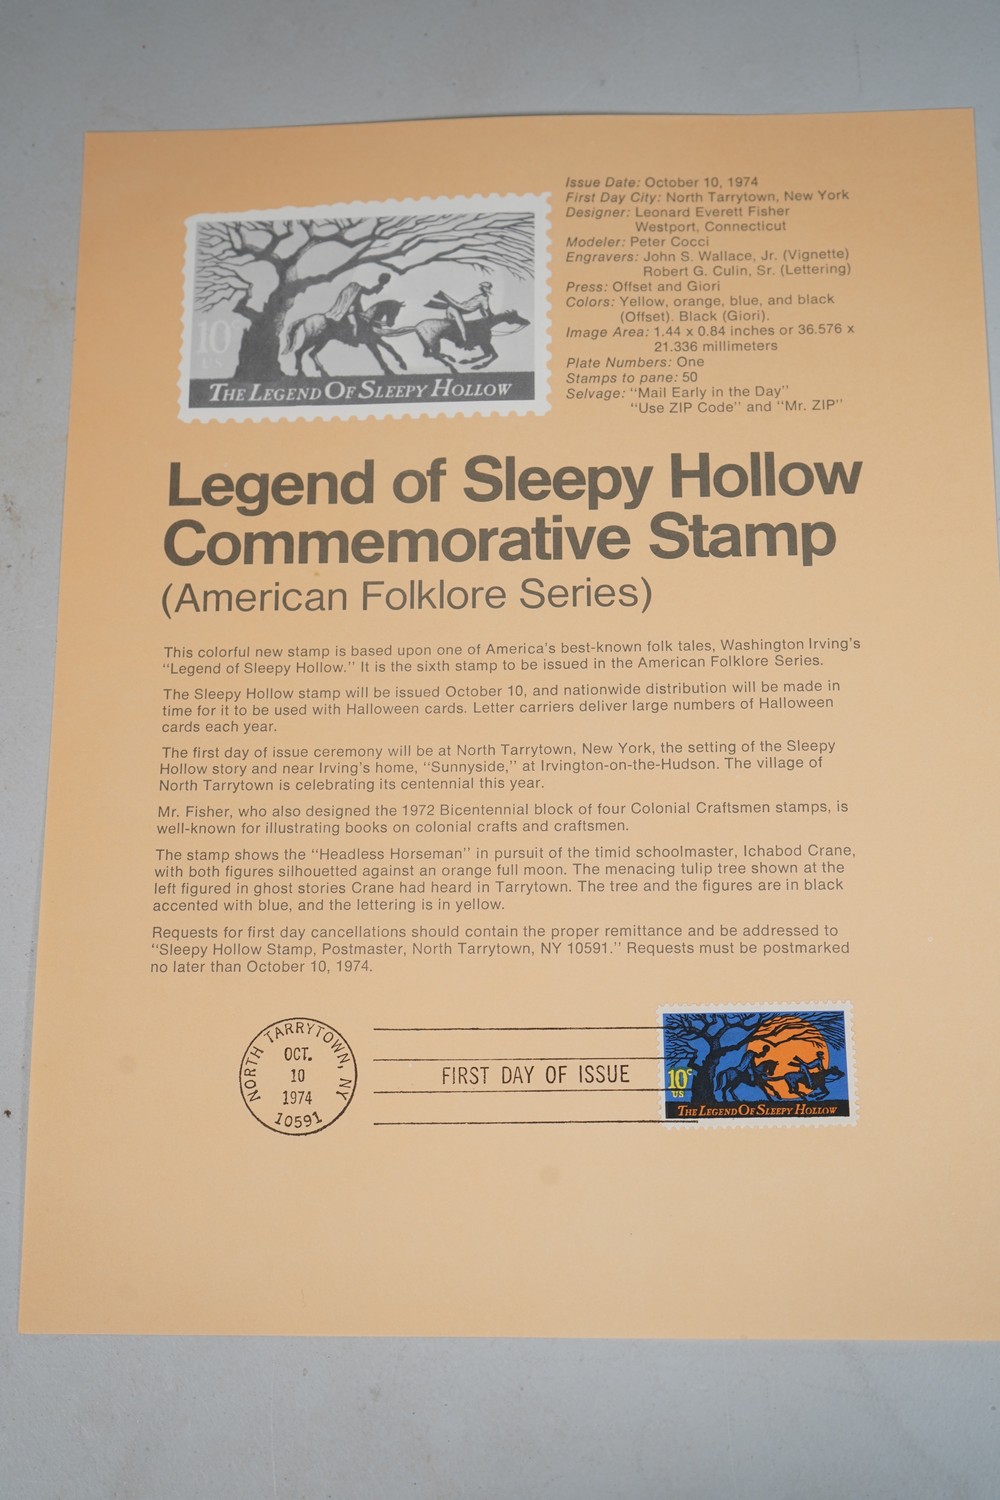 10c
US
THE LEGEND OF SLEEPY HOLLOW
Issue Date: October 10, 1974
First Day City: North Tarrytown, New York
Designer: Leonard Everett Fisher
Westport, Connecticut
Modeler: Peter Cocci
Engravers: John S. Wallace, Jr. (Vignette)
Robert G. Culin, Sr. (Lettering)
Press: Offset and Giori
Colors: Yellow, orange, blue, and black
(Offset). Black (Giori).
Image Area: 1.44 x 0.84 inches or 36.576 x
21.336 millimeters
Plate Numbers: One
Stamps to pane: 50
Selvage: “Mail Early in the Day”
“Use ZIP Code” and “Mr. ZIP”
Legend of Sleepy Hollow
Commemorative Stamp
(American Folklore Series)
This colorful new stamp is based upon one of America’s best-known folk tales, Washington Irving’s
“Legend of Sleepy Hollow.” It is the sixth stamp to be issued in the American Folklore Series.
The Sleepy Hollow stamp will be issued October 10, and nationwide distribution will be made in
time for it to be used with Halloween cards. Letter carriers deliver large numbers of Halloween
cards each year.
The first day of issue ceremony will be at North Tarrytown, New York, the setting of the Sleepy
Hollow story and near Irving’s home, “Sunnyside,” at Irvington-on-the-Hudson. The village of
North Tarrytown is celebrating its centennial this year.
Mr. Fisher, who also designed the 1972 Bicentennial block of four Colonial Craftsmen stamps, is
well-known for illustrating books on colonial crafts and craftsmen.
The stamp shows the “Headless Horseman” in pursuit of the timid schoolmaster, Ichabod Crane,
with both figures silhouetted against an orange full moon. The menacing tulip tree shown at the
left figured in ghost stories Crane had heard in Tarrytown. The tree and the figures are in black
accented with blue, and the lettering is in yellow.
Requests for first day cancellations should contain the proper remittance and be addressed to
“Sleepy Hollow Stamp, Postmaster, North Tarrytown, NY 10591.” Requests must be postmarked
no later than October 10, 1974.
NORTH TARRYTOWN, NY
OCT.
10
1974
10591
FIRST DAY OF ISSUE
10c
US
THE LEGEND OF SLEEPY HOLLOW